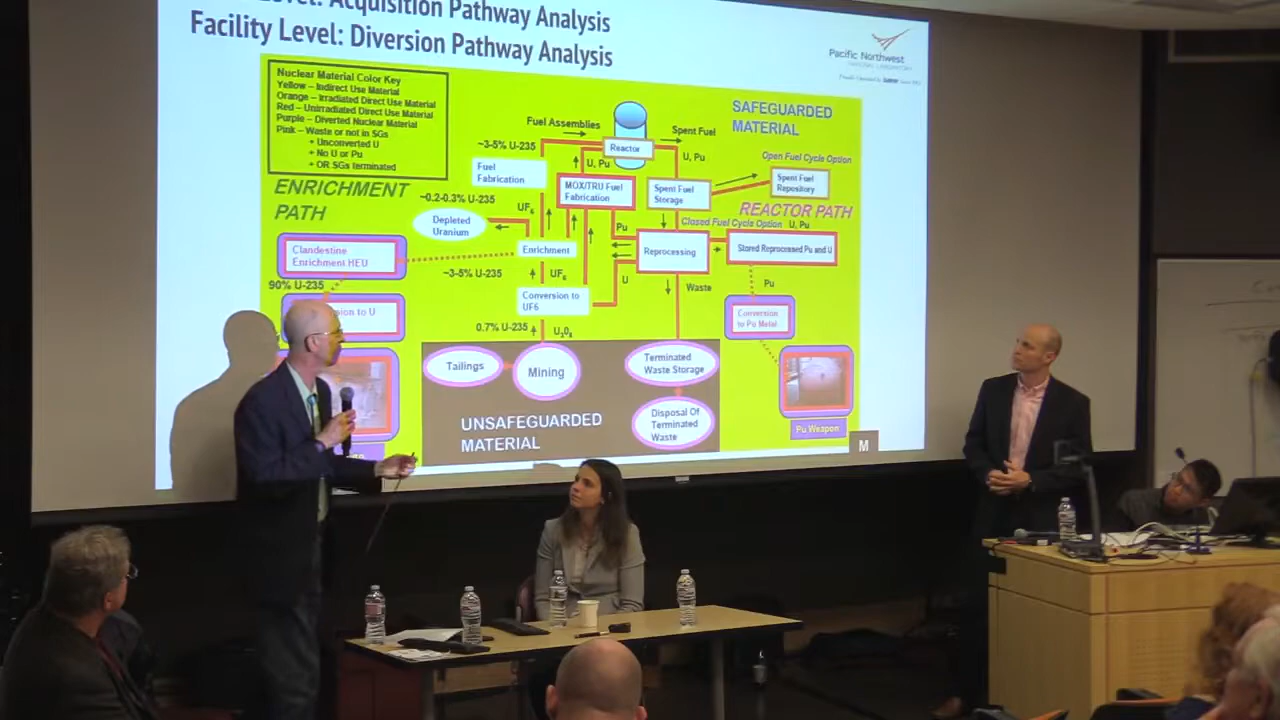 Level: Acquisition Pathway Analysis
Facility Level: Diversion Pathway Analysis
Pacific Northwest
NATIONAL LABORATORY
Nuclear Material Color Key
Yellow – Indirect Use Material
Orange – Irradiated Direct Use Material
Red – Unirradiated Direct Use Material
Purple – Diverted Nuclear Material
Pink – Waste or not in SGs
+ Unconverted U
+ No U or Pu
+ OR SGs terminated
SAFEGUARDED
MATERIAL
Fuel Assemblies
Spent Fuel
~3-5% U-235
Reactor
U, Pu
U, Pu
Open Fuel Cycle Option
Fuel
Fabrication
MOX/TRU Fuel
Fabrication
Spent Fuel
Storage
Spent Fuel
Repository
ENRICHMENT
PATH
~0.2-0.3% U-235
UF6
REACTOR PATH
Depleted
Uranium
Pu
Closed Fuel Cycle Option
U, Pu
Clandestine
Enrichment HEU
Enrichment
Reprocessing
Stored Reprocessed Pu and U
~3-5% U-235
UF6
U
Waste
Pu
90% U-235
sion to U
Conversion to
UF6
Conversion
to Pu Metal
0.7% U-235
U3O8
Tailings
Mining
Terminated
Waste Storage
UNSAFEGUARDED
MATERIAL
Disposal Of
Terminated
Waste
Pu Weapon
M